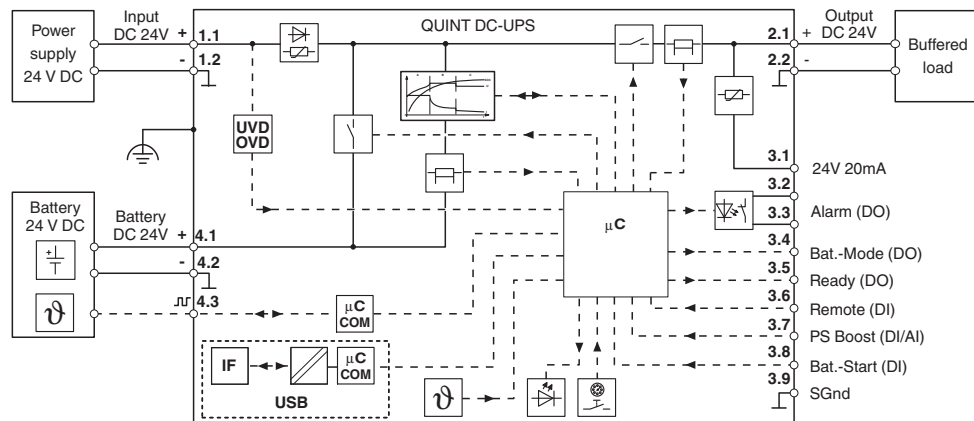 Power
supply
24 V DC
Input
DC 24V
+
1.1
-
1.2
QUINT DC-UPS
2.1
+
Output
DC 24V
2.2
-
Buffered
load
UVD
OVD
3.1
24V 20mA
3.2
3.3
Alarm (DO)
µC
3.4
Bat.-Mode (DO)
3.5
Ready (DO)
3.6
Remote (DI)
3.7
PS Boost (DI/AI)
3.8
Bat.-Start (DI)
3.9
SGnd
Battery
24 V DC
+
ϑ
Battery
DC 24V
+
4.1
-
4.2
4.3
µC
COM
IF
µC
COM
USB
ϑ